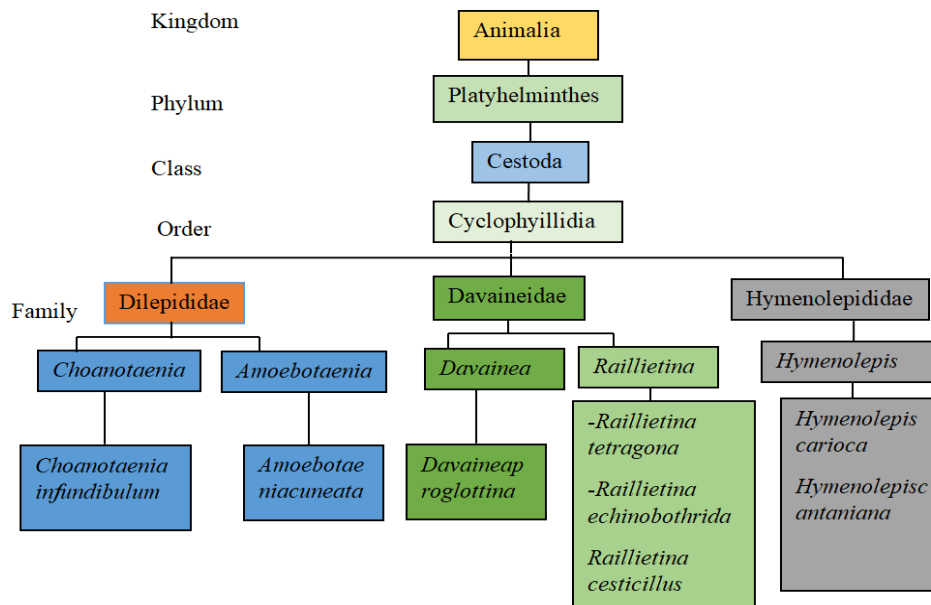 Kingdom
Animalia
Phylum
Platyhelminthes
Class
Cestoda
Order
Cyclophyillidia
Family
Dilepididae
Davaineidae
Hymenolepididae
Choanotaenia
Amoebotaenia
Davainea
Raillietina
Hymenolepis
Choanotaenia
infundibulum
Amoebotae
niacuneata
Davaineap
roglottina
-Raillietina
tetragona
-Raillietina
echinobothrida
Raillietina
cesticillus
Hymenolepis
carioca
Hymenolepisc
antaniana